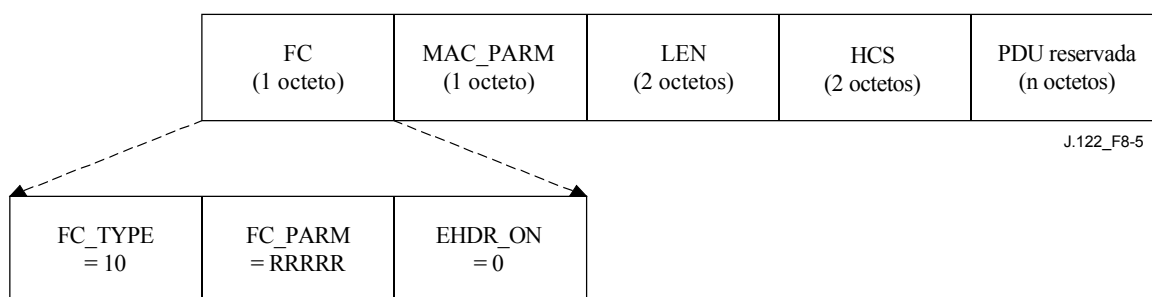 FC
(1 octeto)
MAC_PARM
(1 octeto)
LEN
(2 octetos)
HCS
(2 octetos)
PDU reservada
(n octetos)
J.122_F8-5
FC_TYPE
= 10
FC_PARM
= RRRRR
EHDR_ON
= 0